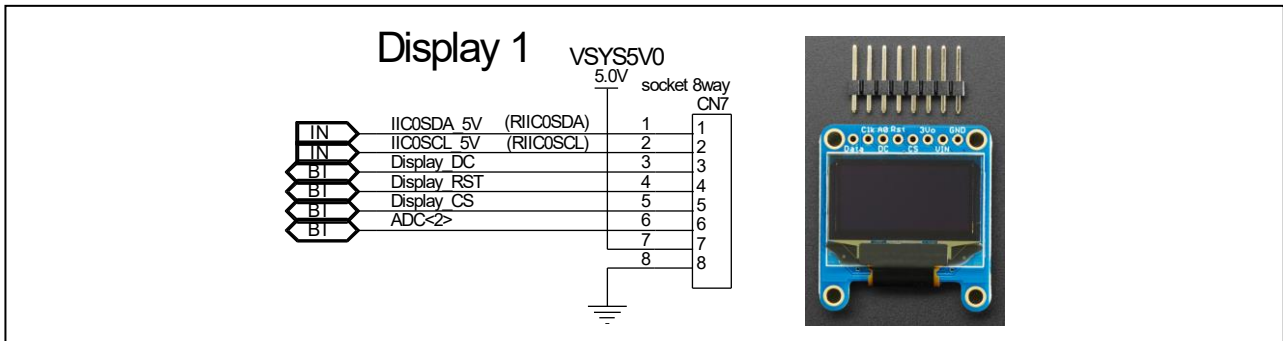 Display 1
VSYS5V0
5.0V
socket 8way
CN7
IN IIC0SDA_5V (RIIC0SDA) 1 1
IN IIC0SCL_5V (RIIC0SCL) 2 2
BI Display_DC 3 3
BI Display_RST 4 4
BI Display_CS 5 5
BI ADC<2> 6 6
7 7
8 8
Clk A0 Rst 3Vo GND
Data DC CS VIN